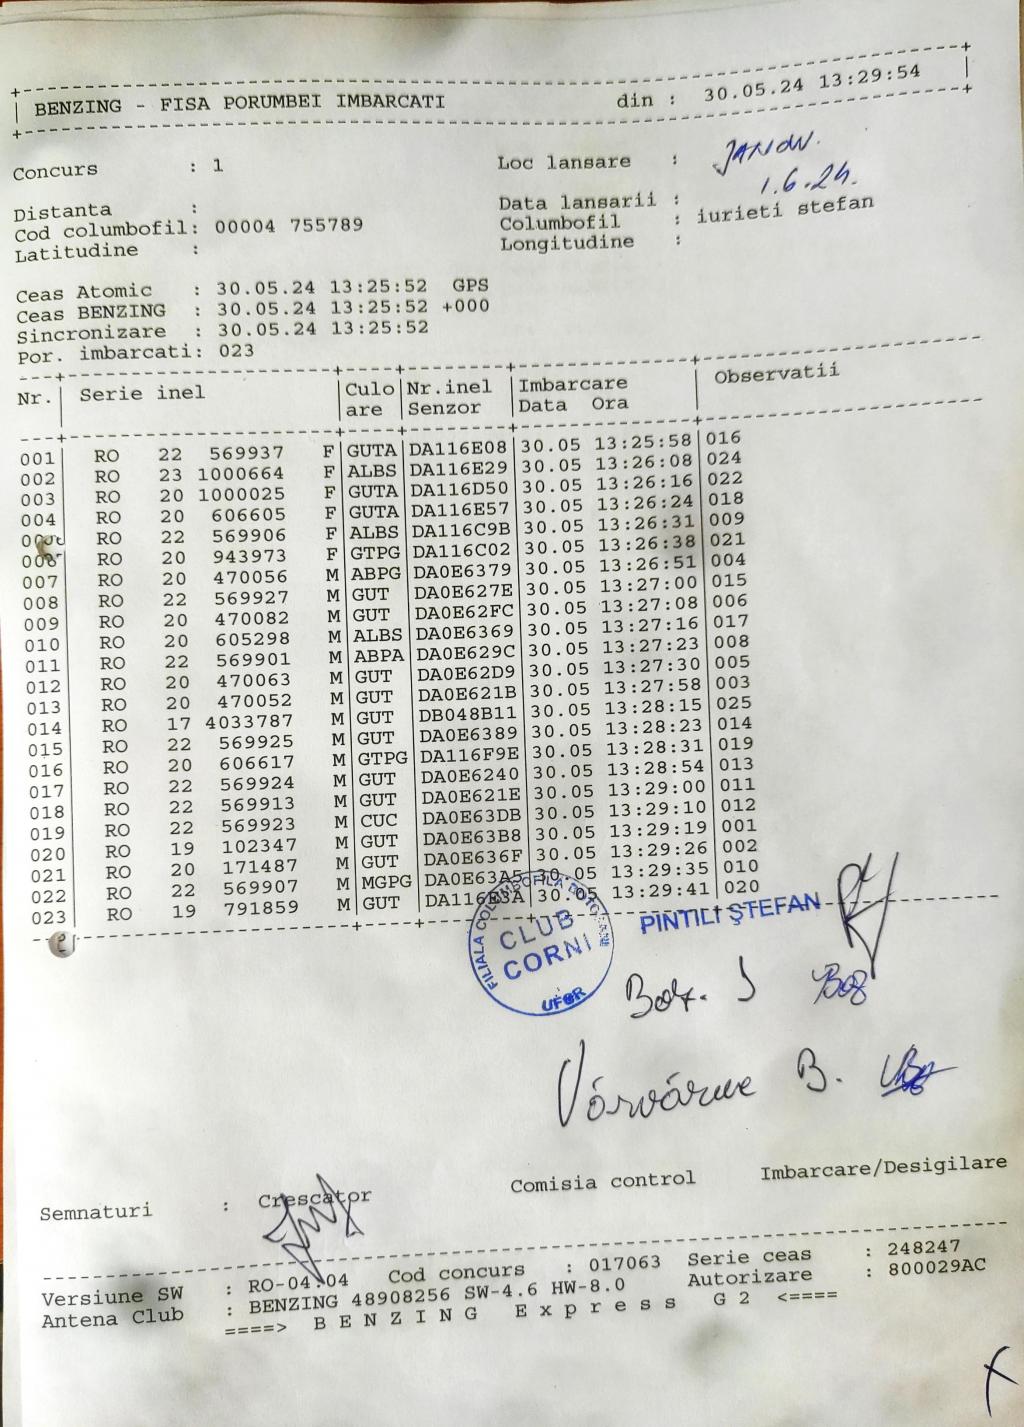 BENZING - FISA PORUMBEI IMBARCATI din : 30.05.24 13:29:54
Concurs : 1 Loc lansare : JANOW.
Distanta : Data lansarii : 1.6.24.
Cod columbofil: 00004 755789 Columbofil : iurieti stefan
Latitudine : Longitudine :
Ceas Atomic : 30.05.24 13:25:52 GPS
Ceas BENZING : 30.05.24 13:25:52 +000
Sincronizare : 30.05.24 13:25:52
Por. imbarcati: 023
Nr. Serie inel Culo Nr.inel Imbarcare Observatii
are Senzor Data Ora
001 RO 22 569937 F GUTA DA116E08 30.05 13:25:58 016
002 RO 23 1000664 F ALBS DA116E29 30.05 13:26:08 024
003 RO 20 1000025 F GUTA DA116D50 30.05 13:26:16 022
004 RO 20 606605 F GUTA DA116E57 30.05 13:26:24 018
RO 22 569906 F ALBS DA116C9B 30.05 13:26:31 009
006 RO 20 943973 F GTPG DA116C02 30.05 13:26:38 021
007 RO 20 470056 M ABPG DA0E6379 30.05 13:26:51 004
008 RO 22 569927 M GUT DA0E627E 30.05 13:27:00 015
009 RO 20 470082 M GUT DA0E62FC 30.05 13:27:08 006
010 RO 20 605298 M ALBS DA0E6369 30.05 13:27:16 017
011 RO 22 569901 M ABPA DA0E629C 30.05 13:27:23 008
012 RO 20 470063 M GUT DA0E62D9 30.05 13:27:30 005
013 RO 20 470052 M GUT DA0E621B 30.05 13:27:58 003
014 RO 17 4033787 M GUT DB048B11 30.05 13:28:15 025
015 RO 22 569925 M GUT DA0E6389 30.05 13:28:23 014
016 RO 20 606617 M GTPG DA116F9E 30.05 13:28:31 019
017 RO 22 569924 M GUT DA0E6240 30.05 13:28:54 013
018 RO 22 569913 M GUT DA0E621E 30.05 13:29:00 011
019 RO 22 569923 M CUC DA0E63DB 30.05 13:29:10 012
020 RO 19 102347 M GUT DA0E63B8 30.05 13:29:19 001
021 RO 20 171487 M GUT DA0E636F 30.05 13:29:26 002
022 RO 22 569907 M MGPG DA0E63A5 30.05 13:29:35 010
023 RO 19 791859 M GUT DA116E3A 30.05 13:29:41 020
FILIALA COLUMBOFILA
CLUB
CORNI
UFCR
PINTILI ŞTEFAN
B.
Semnaturi : Crescator Comisia control Imbarcare/Desigilare
Versiune SW : RO-04.04 Cod concurs : 017063 Serie ceas : 248247
Antena Club : BENZING 48908256 SW-4.6 HW-8.0 Autorizare : 800029AC
====> B E N Z I N G E x p r e s s G 2 <====